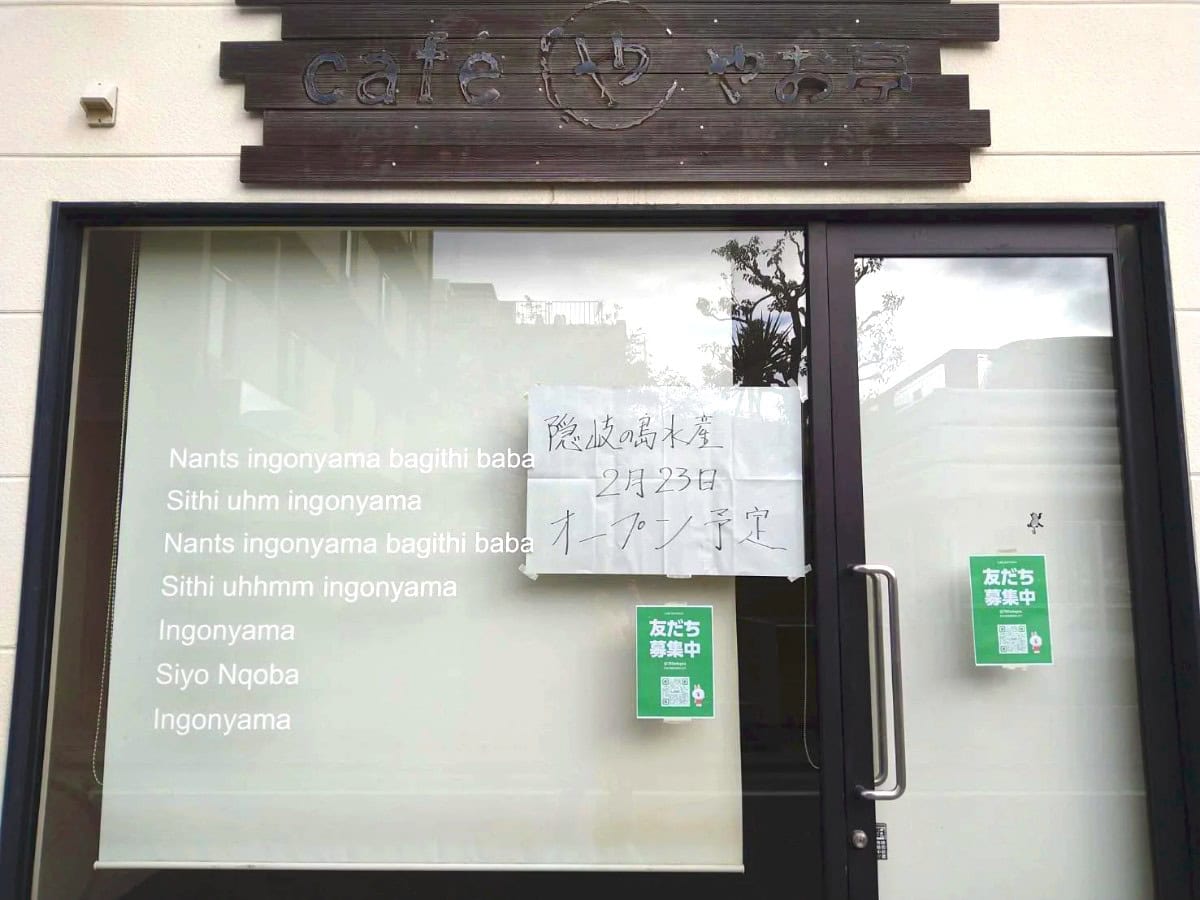 cafe や やお亭
隠岐の島水産
2月23日
オープン予定
Nants ingonyama bagithi baba
Sithi uhm ingonyama
Nants ingonyama bagithi baba
Sithi uhhmm ingonyama
Ingonyama
Siyo Nqoba
Ingonyama
友だち
募集中
友だち
募集中